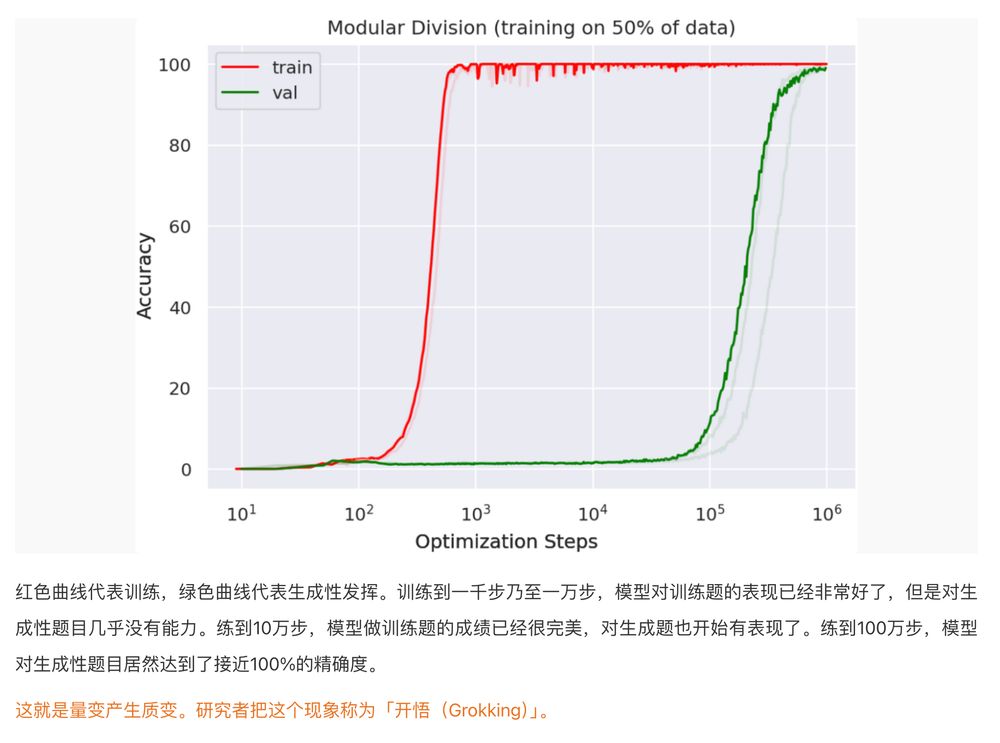 Modular Division (training on 50% of data)
train
val
100
80
60
40
20
0
Accuracy
10¹ 10² 10³ 10⁴ 10⁵ 10⁶
Optimization Steps
红色曲线代表训练，绿色曲线代表生成性发挥。训练到一千步乃至一万步，模型对训练题的表现已经非常好了，但是对生
成性题目几乎没有能力。练到10万步，模型做训练题的成绩已经很完美，对生成题也开始有表现了。练到100万步，模型
对生成性题目居然达到了接近100%的精确度。
这就是量变产生质变。研究者把这个现象称为「开悟（Grokking）」。